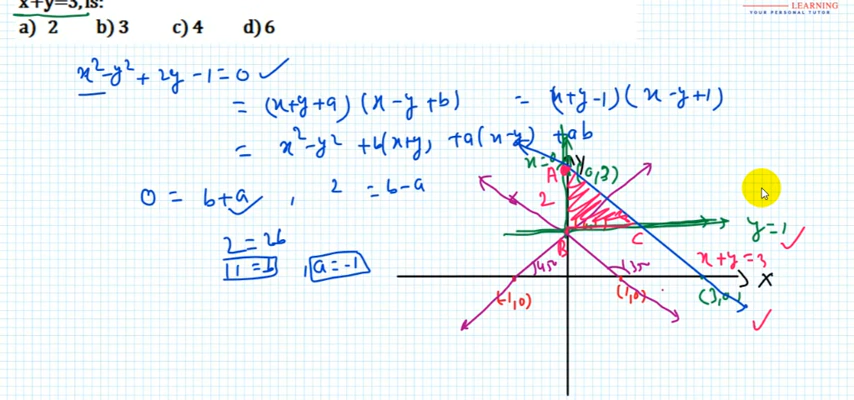 x+y=3, is:
LEARNING
YOUR PERSONAL TUTOR
a) 2 b) 3 c) 4 d) 6
x² - y² + 2y - 1 = 0 ✓
= (x+y+a) (x-y+b) = (x+y-1) (x-y+1)
= x² - y² + b(x+y) + a(x-y) + ab
0 = b+a, 2 = b-a
2 = 2b
1 = b, a = -1
x=0 Y
A (0,3)
2
B C
y=1
x+y=3
45° 135°
X
(-1,0) (1,0) (3,0)